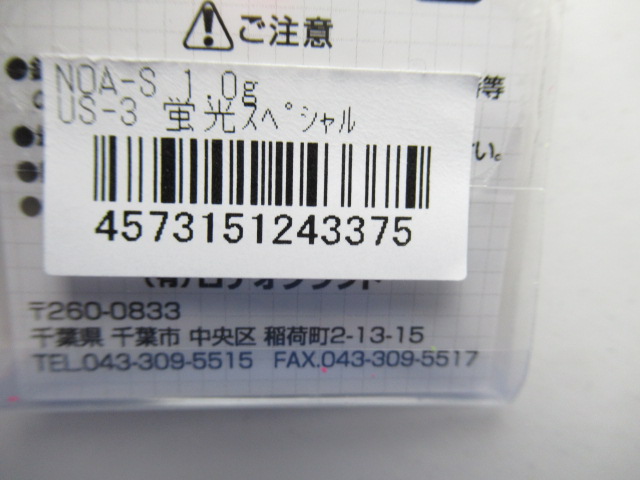 ご注意
NOA-S 1.0g
US-3 蛍光スペシャル
4573151243375
〒260-0833
千葉県 千葉市 中央区 稲荷町2-13-15
TEL.043-309-5515 FAX.043-309-5517